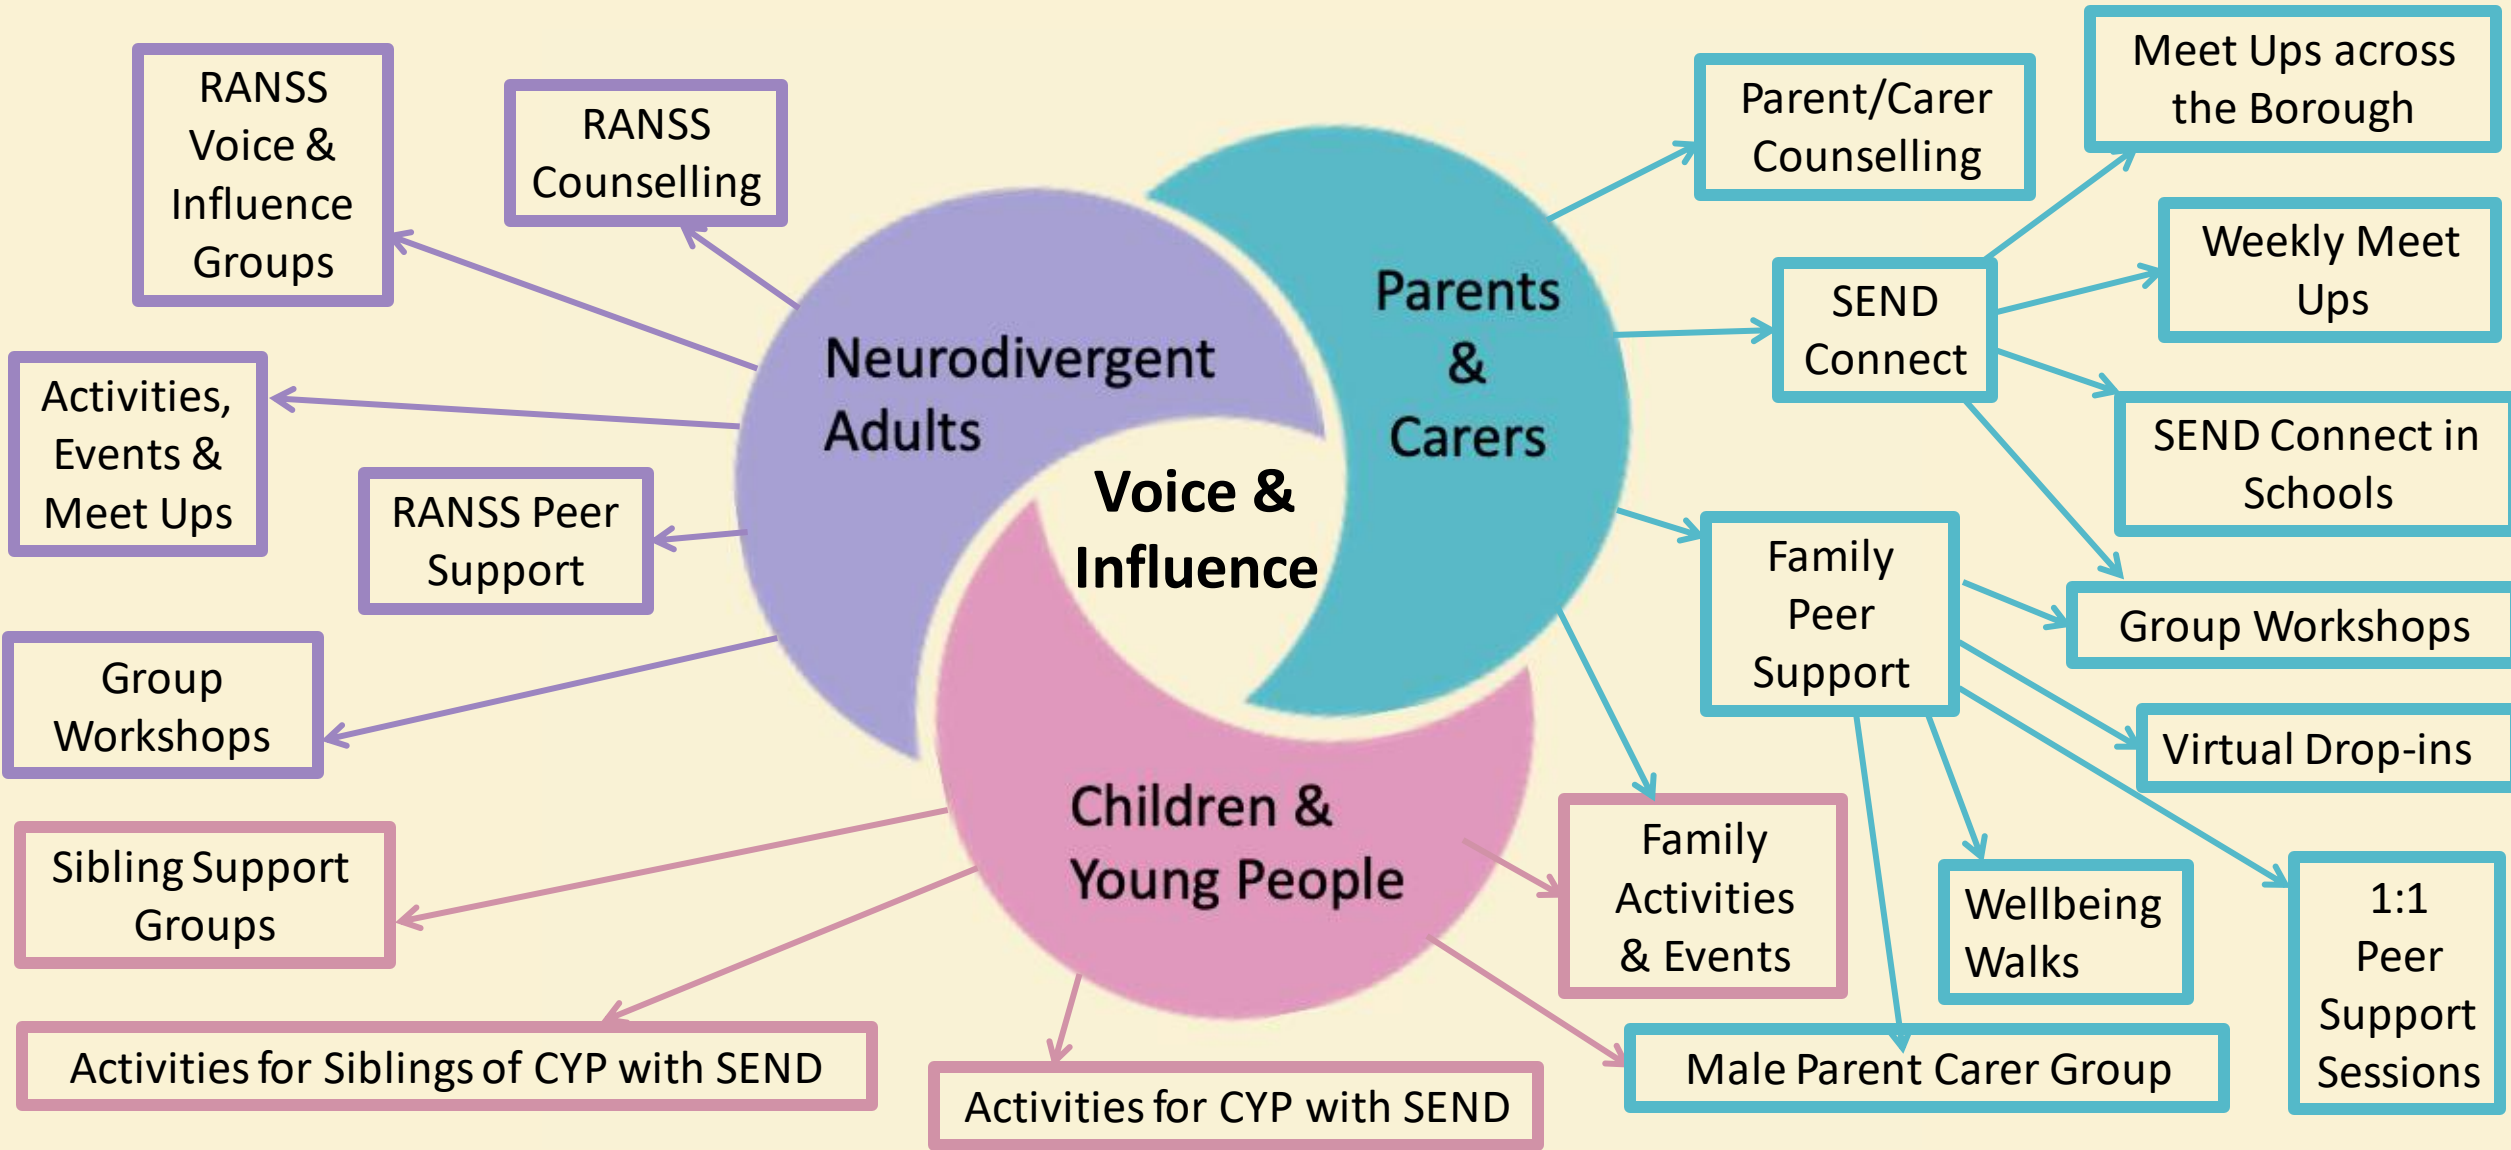 RANSS
Voice &
Influence
Groups
RANSS
Counselling
Activities,
Events &
Meet Ups
RANSS Peer
Support
Group
Workshops
Neurodivergent
Adults
Parents
&
Carers
Voice &
Influence
Children &
Young People
Parent/Carer
Counselling
Meet Ups across
the Borough
Weekly Meet
Ups
SEND
Connect
SEND Connect in
Schools
Family
Peer
Support
Group Workshops
Virtual Drop-ins
Family
Activities
& Events
Wellbeing
Walks
1:1
Peer
Support
Sessions
Male Parent Carer Group
Sibling Support
Groups
Activities for Siblings of CYP with SEND
Activities for CYP with SEND